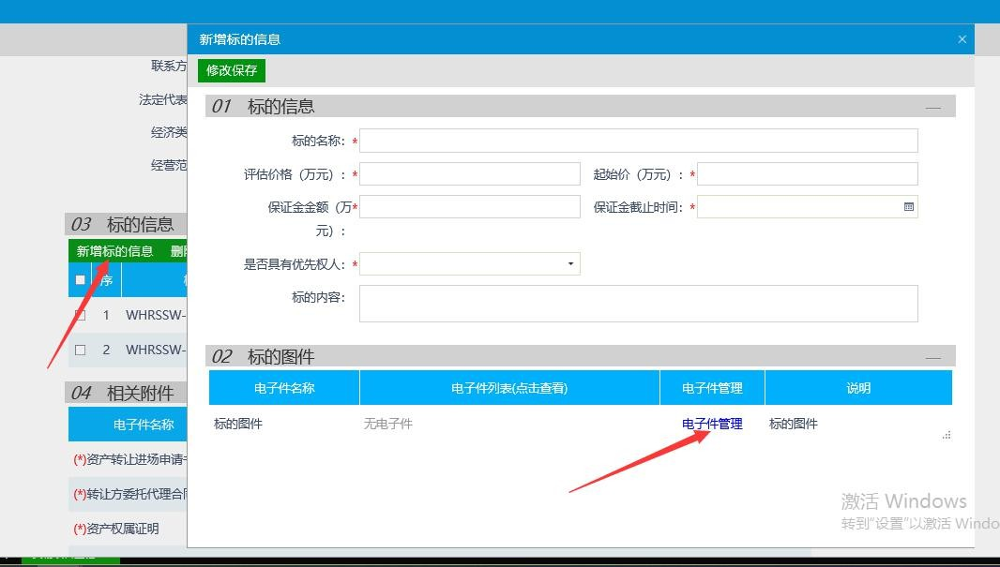 新增标的信息 ×
修改保存
联系方
法定代表
经济类
经营范
01 标的信息 —
标的名称：*
评估价格（万元）：* 起始价（万元）：*
保证金金额（万元）：* 保证金截止时间：*
是否具有优先权人：*
标的内容：
03 标的信息
新增标的信息
序
1 WHRSSW-
2 WHRSSW-
02 标的图件 —
电子件名称 电子件列表(点击查看) 电子件管理 说明
标的图件 无电子件 电子件管理 标的图件
04 相关附件
电子件名称
(*)资产转让进场申请
(*)转让方委托代理合
(*)资产权属证明
激活 Windows
转到“设置”以激活 Windo